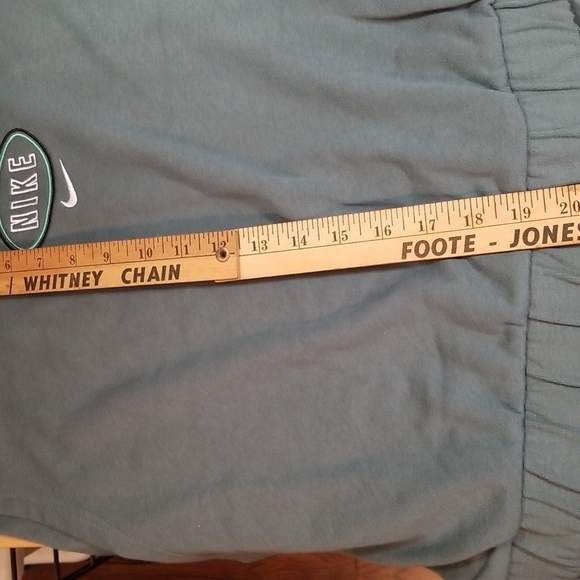 NIKE
6 7 8 9 10 11 12 13 14 15 16 17 18 19 20
/ WHITNEY CHAIN FOOTE - JONES